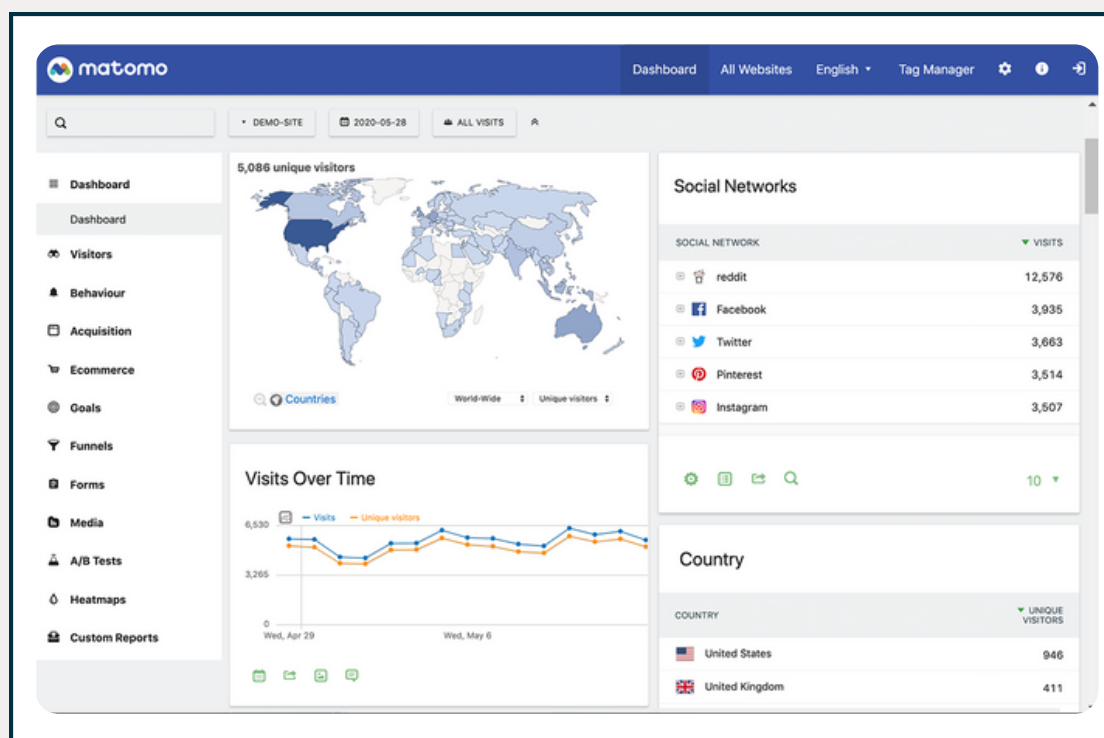 matomo
Dashboard All Websites English Tag Manager
DEMO-SITE 2020-05-28 ALL VISITS
Dashboard
Dashboard
Visitors
Behaviour
Acquisition
Ecommerce
Goals
Funnels
Forms
Media
A/B Tests
Heatmaps
Custom Reports
5,086 unique visitors
Countries World-Wide Unique visitors
Visits Over Time
Visits Unique visitors
6,530
3,265
0
Wed, Apr 29 Wed, May 6
Social Networks
SOCIAL NETWORK VISITS
reddit 12,576
Facebook 3,935
Twitter 3,663
Pinterest 3,514
Instagram 3,507
10
Country
COUNTRY UNIQUE
VISITORS
United States 946
United Kingdom 411